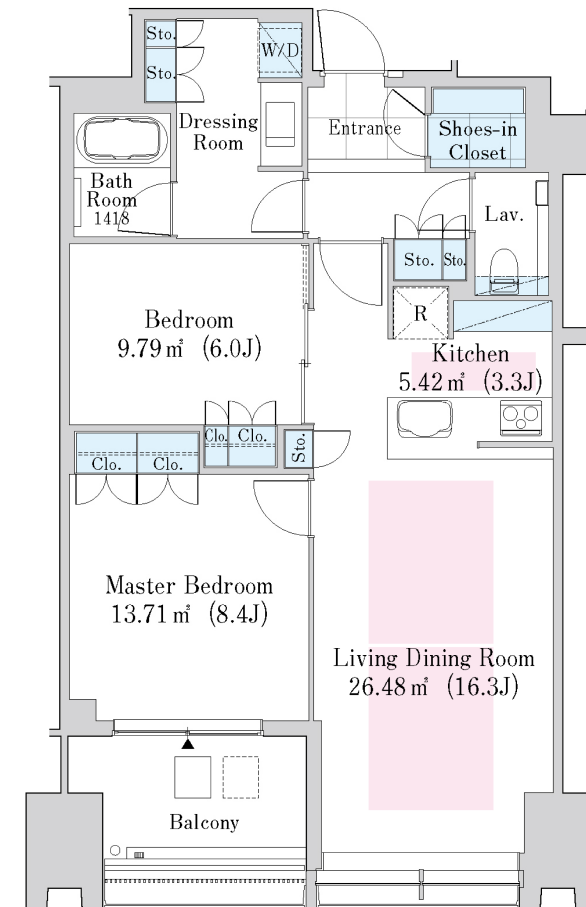 Sto.
W/D
Sto.
Dressing
Room
Entrance
Shoes-in
Closet
Bath
Room
1418
Lav.
Sto.
Sto.
Bedroom
9.79㎡ (6.0J)
R
Kitchen
5.42㎡ (3.3J)
Clo.
Clo.
Sto.
Clo.
Clo.
Master Bedroom
13.71㎡ (8.4J)
Living Dining Room
26.48㎡ (16.3J)
Balcony